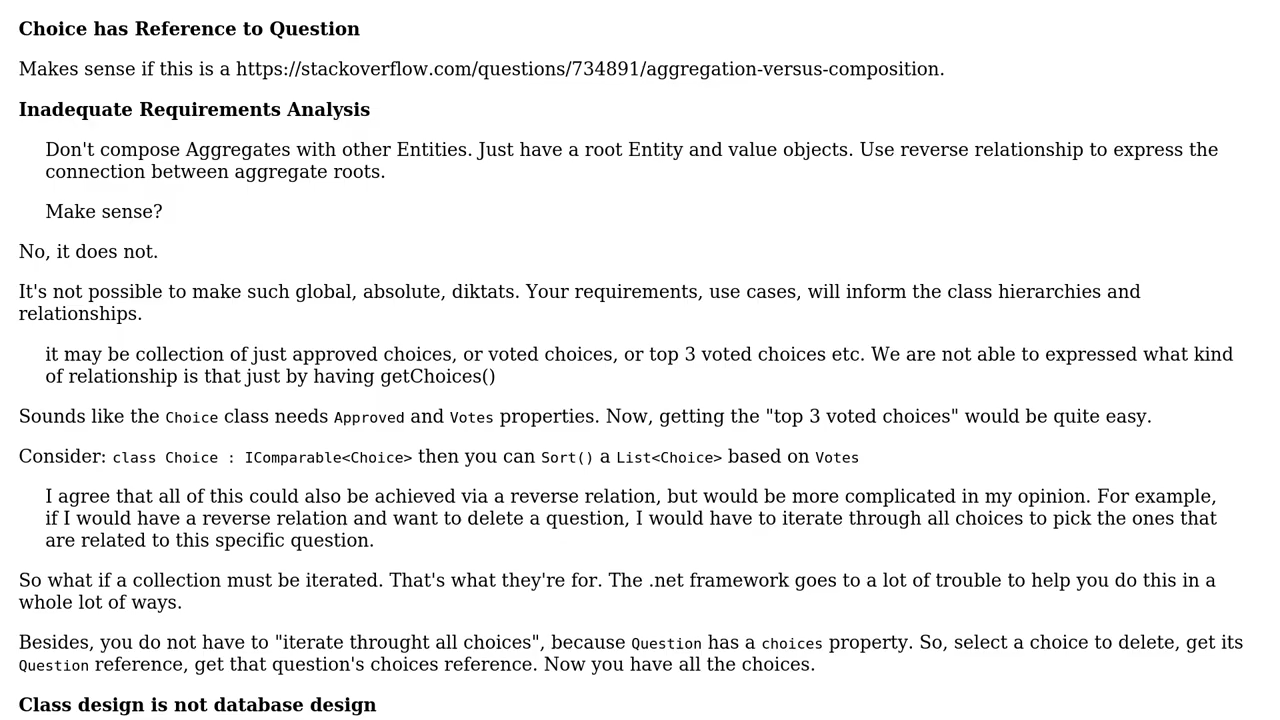 Choice has Reference to Question
Makes sense if this is a https://stackoverflow.com/questions/734891/aggregation-versus-composition.
Inadequate Requirements Analysis
Don't compose Aggregates with other Entities. Just have a root Entity and value objects. Use reverse relationship to express the
connection between aggregate roots.
Make sense?
No, it does not.
It's not possible to make such global, absolute, diktats. Your requirements, use cases, will inform the class hierarchies and
relationships.
it may be collection of just approved choices, or voted choices, or top 3 voted choices etc. We are not able to expressed what kind
of relationship is that just by having getChoices()
Sounds like the Choice class needs Approved and Votes properties. Now, getting the "top 3 voted choices" would be quite easy.
Consider: class Choice : IComparable<Choice> then you can Sort() a List<Choice> based on Votes
I agree that all of this could also be achieved via a reverse relation, but would be more complicated in my opinion. For example,
if I would have a reverse relation and want to delete a question, I would have to iterate through all choices to pick the ones that
are related to this specific question.
So what if a collection must be iterated. That's what they're for. The .net framework goes to a lot of trouble to help you do this in a
whole lot of ways.
Besides, you do not have to "iterate throught all choices", because Question has a choices property. So, select a choice to delete, get its
Question reference, get that question's choices reference. Now you have all the choices.
Class design is not database design